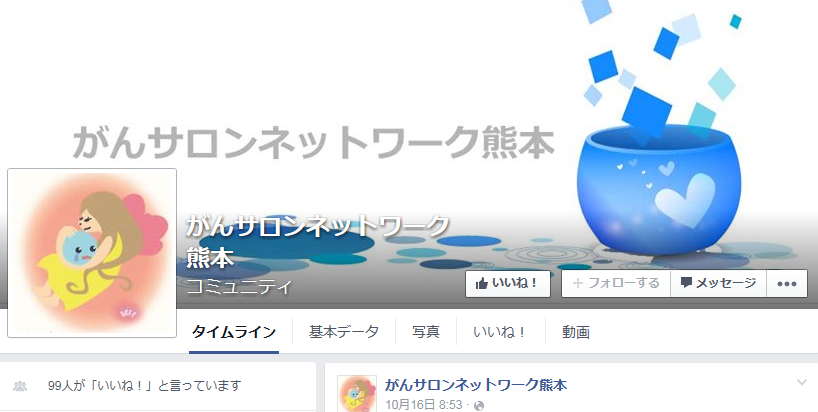 がんサロンネットワーク熊本
がんサロンネットワーク
熊本
コミュニティ
いいね！
フォローする
メッセージ
タイムライン
基本データ
写真
いいね！
動画
99人が「いいね！」と言っています
がんサロンネットワーク熊本
10月16日 8:53 ·